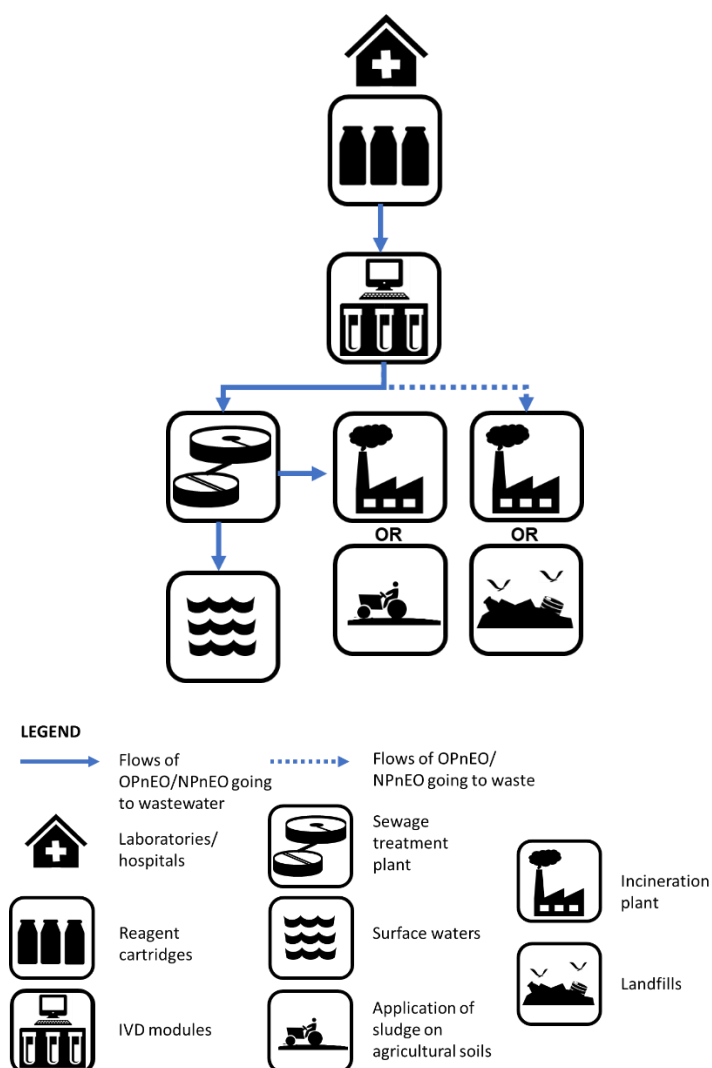 OR
OR
LEGEND
Flows of
OPnEO/NPnEO going
to wastewater
Flows of OPnEO/
NPnEO going to waste
Laboratories/
hospitals
Sewage
treatment
plant
Incineration
plant
Reagent
cartridges
Surface waters
Landfills
IVD modules
Application of
sludge on
agricultural soils